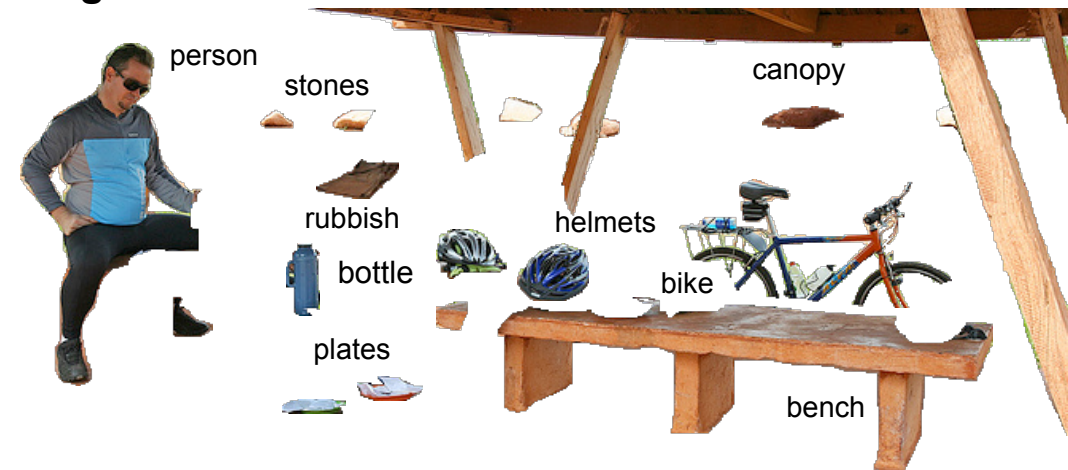 person
stones
canopy
rubbish
helmets
bottle
bike
plates
bench